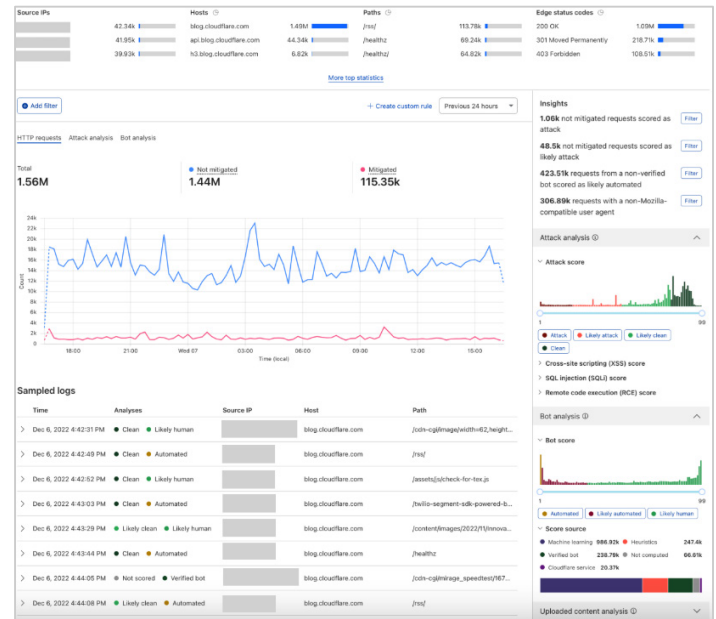 Source IPs
42.34k
41.95k
39.93k
Hosts
blog.cloudflare.com 1.49M
api.blog.cloudflare.com 44.34k
h3.blog.cloudflare.com 6.82k
Paths
/rss/ 113.78k
/healthz 69.24k
/healthz/ 64.82k
Edge status codes
200 OK 1.09M
301 Moved Permanently 218.71k
403 Forbidden 108.51k
More top statistics
Add filter
+ Create custom rule
Previous 24 hours
HTTP requests Attack analysis Bot analysis
Total
1.56M
Not mitigated
1.44M
Mitigated
115.35k
24k
22k
20k
18k
16k
14k
12k
10k
8k
6k
4k
2k
0
Count
18:00 21:00 Wed 07 03:00 06:00 09:00 12:00 15:00
Time (local)
Sampled logs
Time Analyses Source IP Host Path
Dec 6, 2022 4:42:31 PM Clean Likely human blog.cloudflare.com /cdn-cgi/image/width=62,height...
Dec 6, 2022 4:42:49 PM Clean Automated blog.cloudflare.com /rss/
Dec 6, 2022 4:42:52 PM Clean Likely human blog.cloudflare.com /assets/js/check-for-tex.js
Dec 6, 2022 4:43:03 PM Clean Automated blog.cloudflare.com /twilio-segment-sdk-powered-b...
Dec 6, 2022 4:43:29 PM Likely clean Likely human blog.cloudflare.com /content/images/2022/11/Innova...
Dec 6, 2022 4:43:44 PM Clean Automated blog.cloudflare.com /healthz
Dec 6, 2022 4:44:05 PM Not scored Verified bot blog.cloudflare.com /cdn-cgi/mirage_speedtest/167...
Dec 6, 2022 4:44:08 PM Likely clean Automated blog.cloudflare.com /rss/
Insights
1.06k not mitigated requests scored as
attack
Filter
48.5k not mitigated requests scored as
likely attack
Filter
423.51k requests from a non-verified
bot scored as likely automated
Filter
306.89k requests with a non-Mozilla-
compatible user agent
Filter
Attack analysis
Attack score
1 99
Attack Likely attack Likely clean
Clean
Cross-site scripting (XSS) score
SQL injection (SQLi) score
Remote code execution (RCE) score
Bot analysis
Bot score
1 99
Automated Likely automated Likely human
Score source
Machine learning 986.92k Heuristics 247.4k
Verified bot 238.78k Not computed 66.81k
Cloudflare service 20.37k
Uploaded content analysis